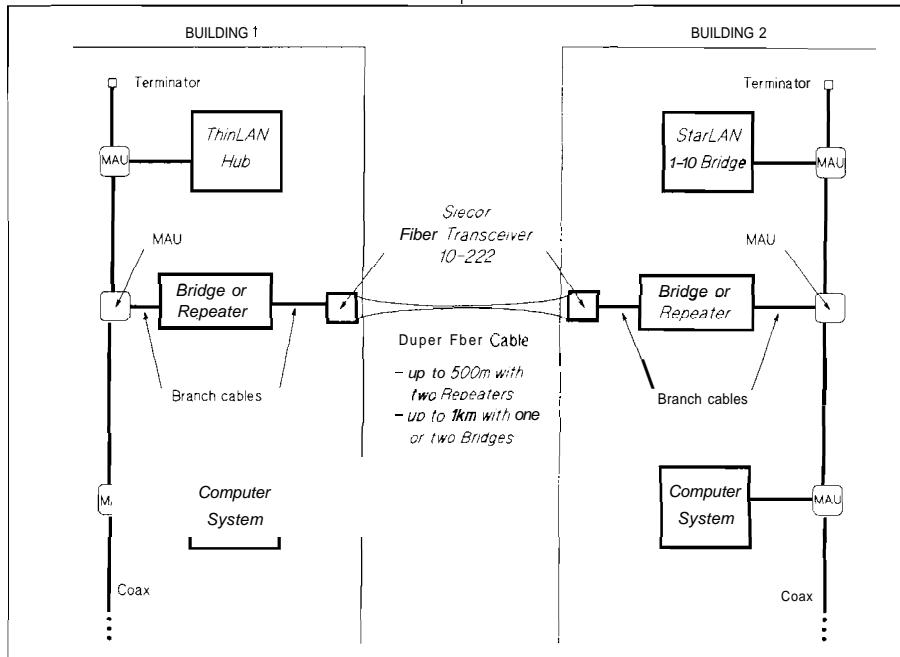 BUILDING 1
BUILDING 2
Terminator
Terminator
ThinLAN
Hub
StarLAN
1-10 Bridge
MAU
MAU
Siecor
Fiber Transceiver
10-222
MAU
MAU
Bridge or
Repeater
Bridge or
Repeater
Duper Fber Cable
- up to 500m with
two Repeaters
- up to 1km with one
or two Bridges
Branch cables
Branch cables
Computer
System
Computer
System
MAU
Coax
Coax